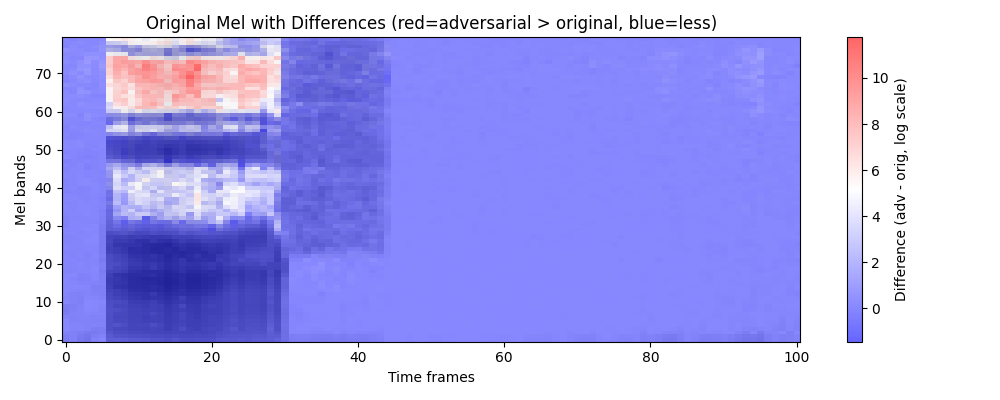 Original Mel with Differences (red=adversarial > original, blue=less)
Mel bands
70
60
50
40
30
20
10
0
0 20 40 60 80 100
Time frames
10
8
6
4
2
0
Difference (adv - orig, log scale)